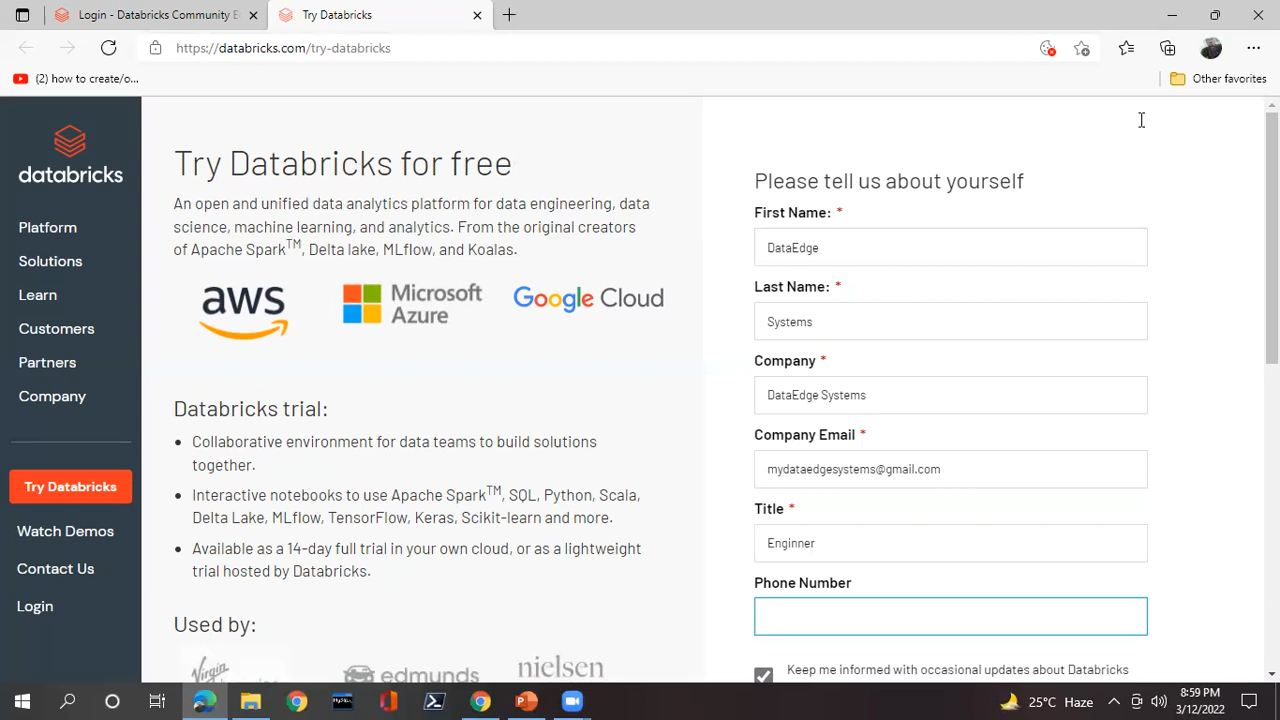 Login - Databricks Community E
Try Databricks
https://databricks.com/try-databricks
(2) how to create/o...
Other favorites
databricks
Platform
Solutions
Learn
Customers
Partners
Company
Try Databricks
Watch Demos
Contact Us
Login
Try Databricks for free
An open and unified data analytics platform for data engineering, data
science, machine learning, and analytics. From the original creators
of Apache Spark™, Delta lake, MLflow, and Koalas.
aws
Microsoft
Azure
Google Cloud
Databricks trial:
• Collaborative environment for data teams to build solutions
together.
• Interactive notebooks to use Apache Spark™, SQL, Python, Scala,
Delta Lake, MLflow, TensorFlow, Keras, Scikit-learn and more.
• Available as a 14-day full trial in your own cloud, or as a lightweight
trial hosted by Databricks.
Used by:
Virgin
edmunds
nielsen
Please tell us about yourself
First Name: *
DataEdge
Last Name: *
Systems
Company *
DataEdge Systems
Company Email *
mydataedgesystems@gmail.com
Title *
Enginner
Phone Number
Keep me informed with occasional updates about Databricks
25°C Haze
8:59 PM
3/12/2022